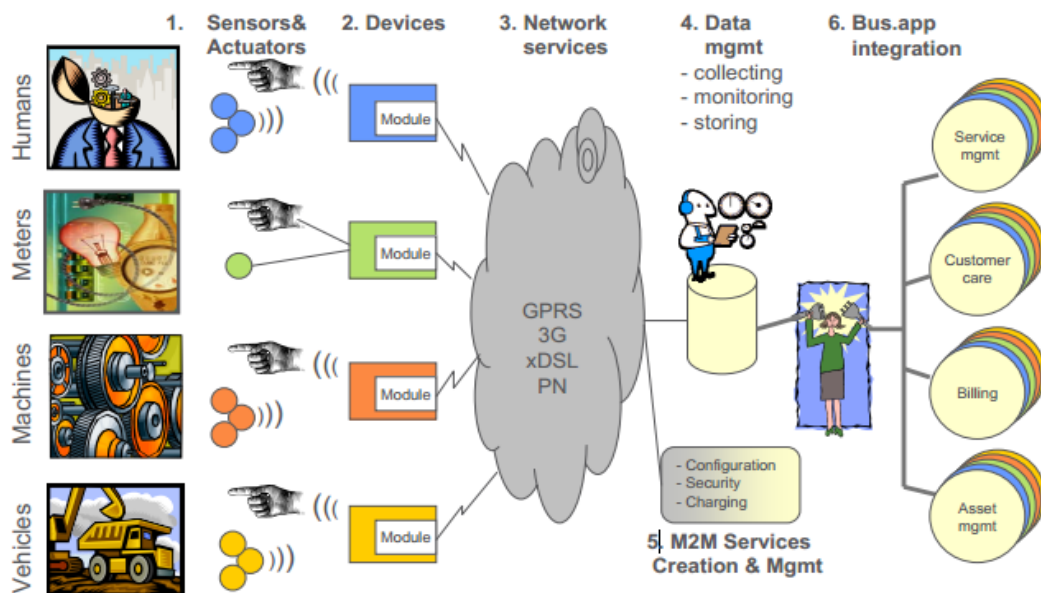 1. Sensors&
Actuators
2. Devices
3. Network
services
4. Data
mgmt
- collecting
- monitoring
- storing
6. Bus.app
integration
Humans
Meters
Machines
Vehicles
Module
Module
Module
Module
GPRS
3G
xDSL
PN
- Configuration
- Security
- Charging
5. M2M Services
Creation & Mgmt
Service
mgmt
Customer
care
Billing
Asset
mgmt